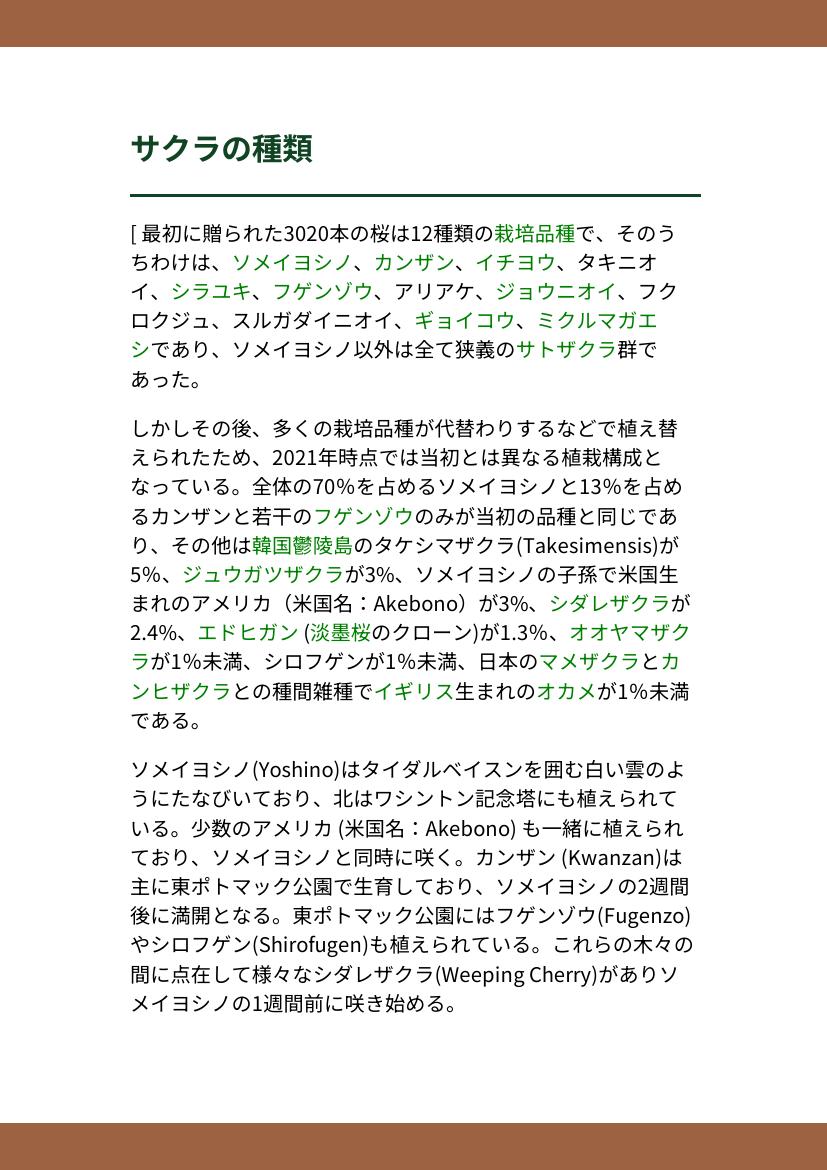 サクラの種類
[ 最初に贈られた3020本の桜は12種類の栽培品種で、そのう
ちわけは、ソメイヨシノ、カンザン、イチヨウ、タキニオ
イ、シラユキ、フゲンゾウ、アリアケ、ジョウニオイ、フク
ロクジュ、スルガダイニオイ、ギョイコウ、ミクルマガエ
シであり、ソメイヨシノ以外は全て狭義のサトザクラ群で
あった。
しかしその後、多くの栽培品種が代替わりするなどで植え替
えられたため、2021年時点では当初とは異なる植栽構成と
なっている。全体の70%を占めるソメイヨシノと13%を占め
るカンザンと若干のフゲンゾウのみが当初の品種と同じであ
り、その他は韓国鬱陵島のタケシマザクラ(Takesimensis)が
5%、ジュウガツザクラが3%、ソメイヨシノの子孫で米国生
まれのアメリカ（米国名：Akebono）が3%、シダレザクラが
2.4%、エドヒガン (淡墨桜のクローン)が1.3%、オオヤマザク
ラが1%未満、シロフゲンが1%未満、日本のマメザクラとカ
ンヒザクラとの種間雑種でイギリス生まれのオカメが1%未満
である。
ソメイヨシノ(Yoshino)はタイダルベイスンを囲む白い雲のよ
うにたなびいており、北はワシントン記念塔にも植えられて
いる。少数のアメリカ (米国名：Akebono) も一緒に植えられ
ており、ソメイヨシノと同時に咲く。カンザン (Kwanzan)は
主に東ポトマック公園で生育しており、ソメイヨシノの2週間
後に満開となる。東ポトマック公園にはフゲンゾウ(Fugenzo)
やシロフゲン(Shirofugen)も植えられている。これらの木々の
間に点在して様々なシダレザクラ(Weeping Cherry)がありソ
メイヨシノの1週間前に咲き始める。